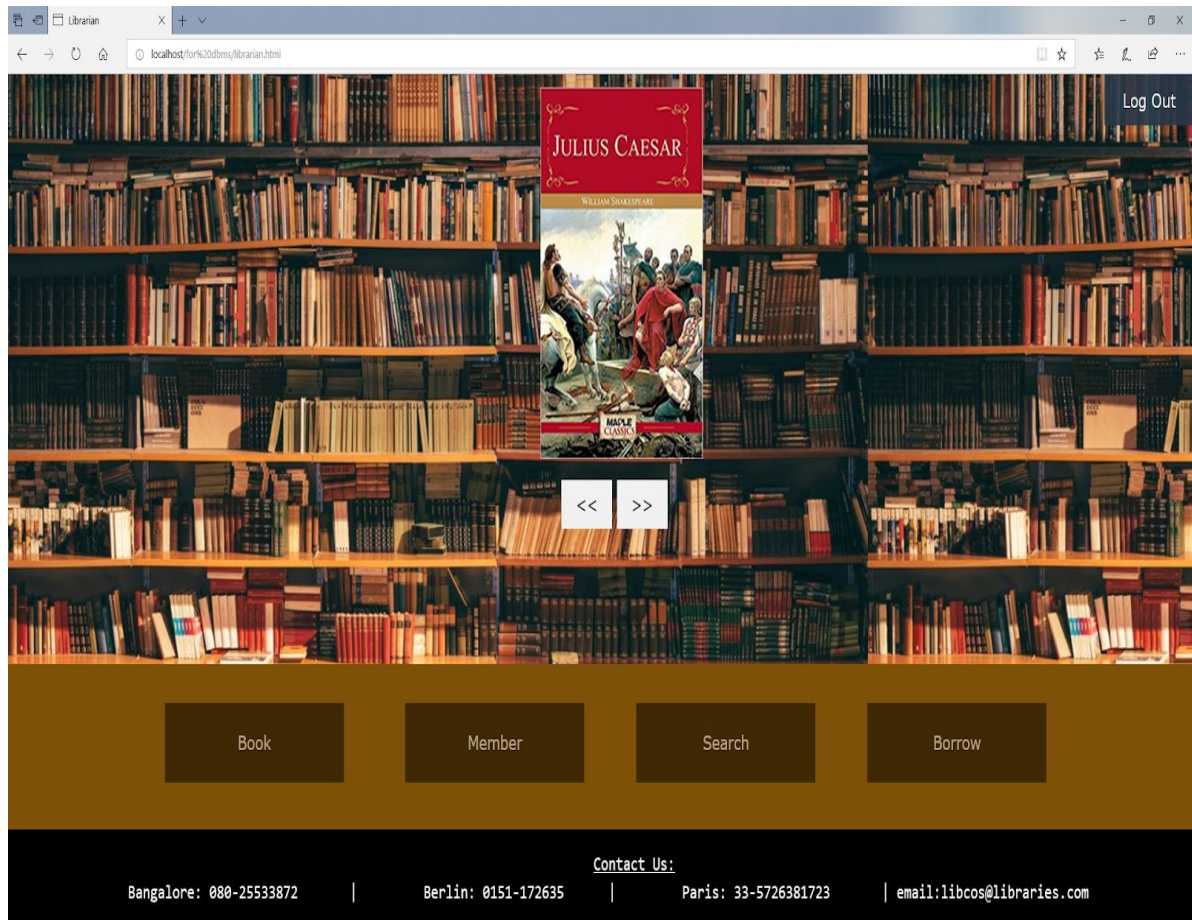 Librarian
localhost/for%20dbms/librarian.html
Log Out
JULIUS CAESAR
WILLIAM SHAKESPEARE
MAPLE
CLASSICS
<< >>
Book Member Search Borrow
Contact Us:
Bangalore: 080-25533872 | Berlin: 0151-172635 | Paris: 33-5726381723 | email:libcos@libraries.com